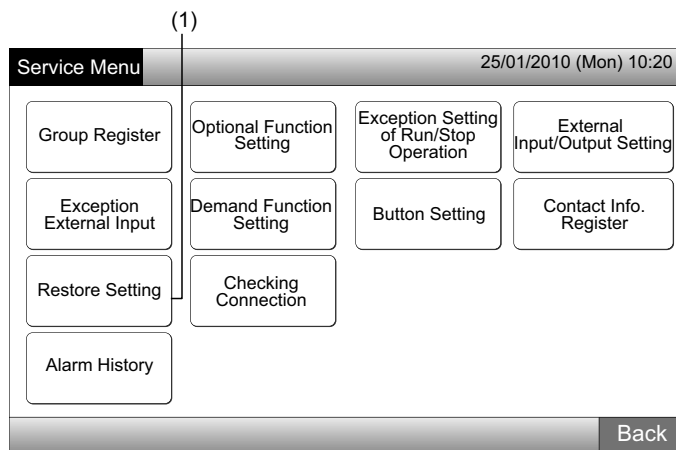 (1)
Service Menu
25/01/2010 (Mon) 10:20
Group Register
Optional Function
Setting
Exception Setting
of Run/Stop
Operation
External
Input/Output Setting
Exception
External Input
Demand Function
Setting
Button Setting
Contact Info.
Register
Restore Setting
Checking
Connection
Alarm History
Back